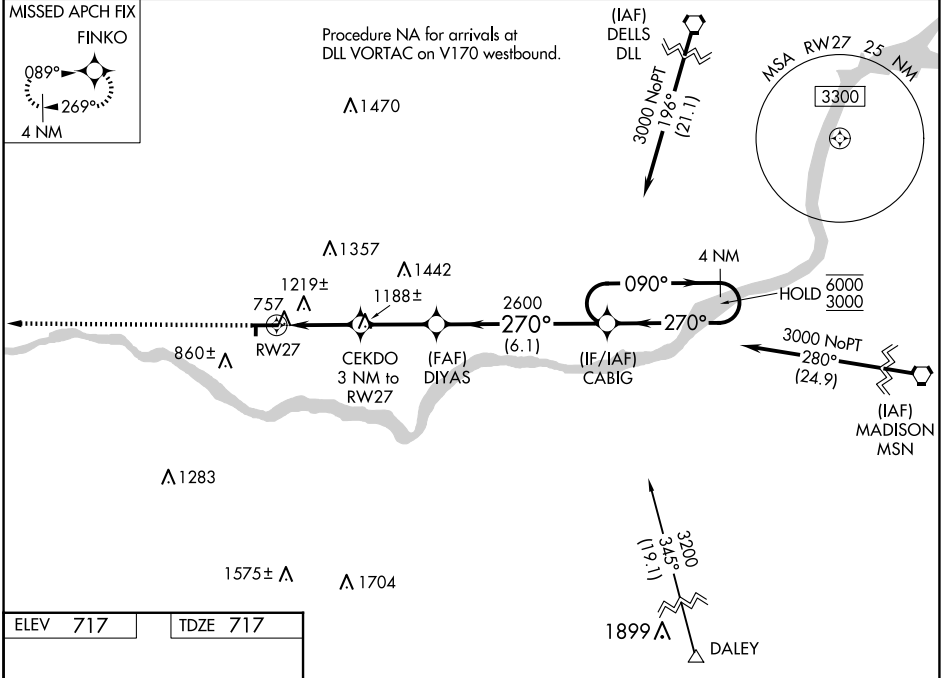 MISSED APCH FIX
FINKO
089°
269°
4 NM
Procedure NA for arrivals at
DLL VORTAC on V170 westbound.
(IAF)
DELLS
DLL
3000 NoPT
196°
(21.1)
MSA RW27 25 NM
3300
1470
1357
1442
1219±
1188±
757
860±
RW27
CEKDO
3 NM to
RW27
(FAF)
DIYAS
2600
270°
(6.1)
(IF/IAF)
CABIG
090°
270°
4 NM
HOLD
6000
3000
3000 NoPT
280°
(24.9)
(IAF)
MADISON
MSN
1283
1575±
1704
3200
345°
(19.1)
1899
DALEY
ELEV 717
TDZE 717